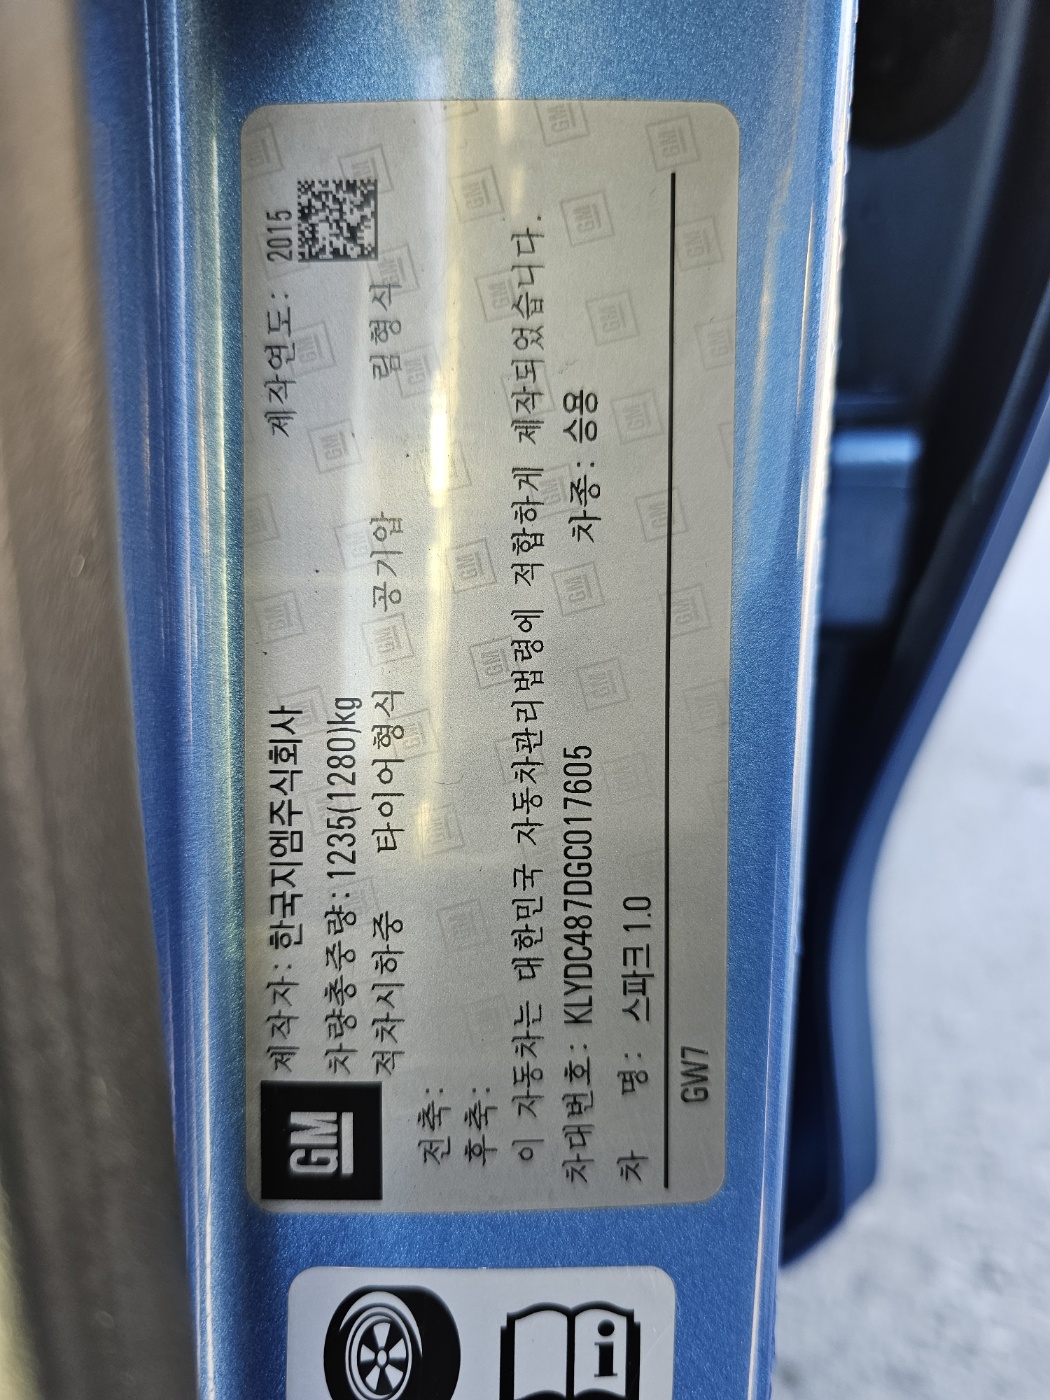 GM
제작자: 한국지엠주식회사 제작연도: 2015
차량총중량: 1235(1280)kg
적차시하중 타이어형식 공기압 림형식
전축:
후축:
이 자동차는 대한민국 자동차관리법령에 적합하게 제작되었습니다.
차대번호: KLYDC487DGC017605 차종: 승용
차 명: 스파크 1.0
GW7
i